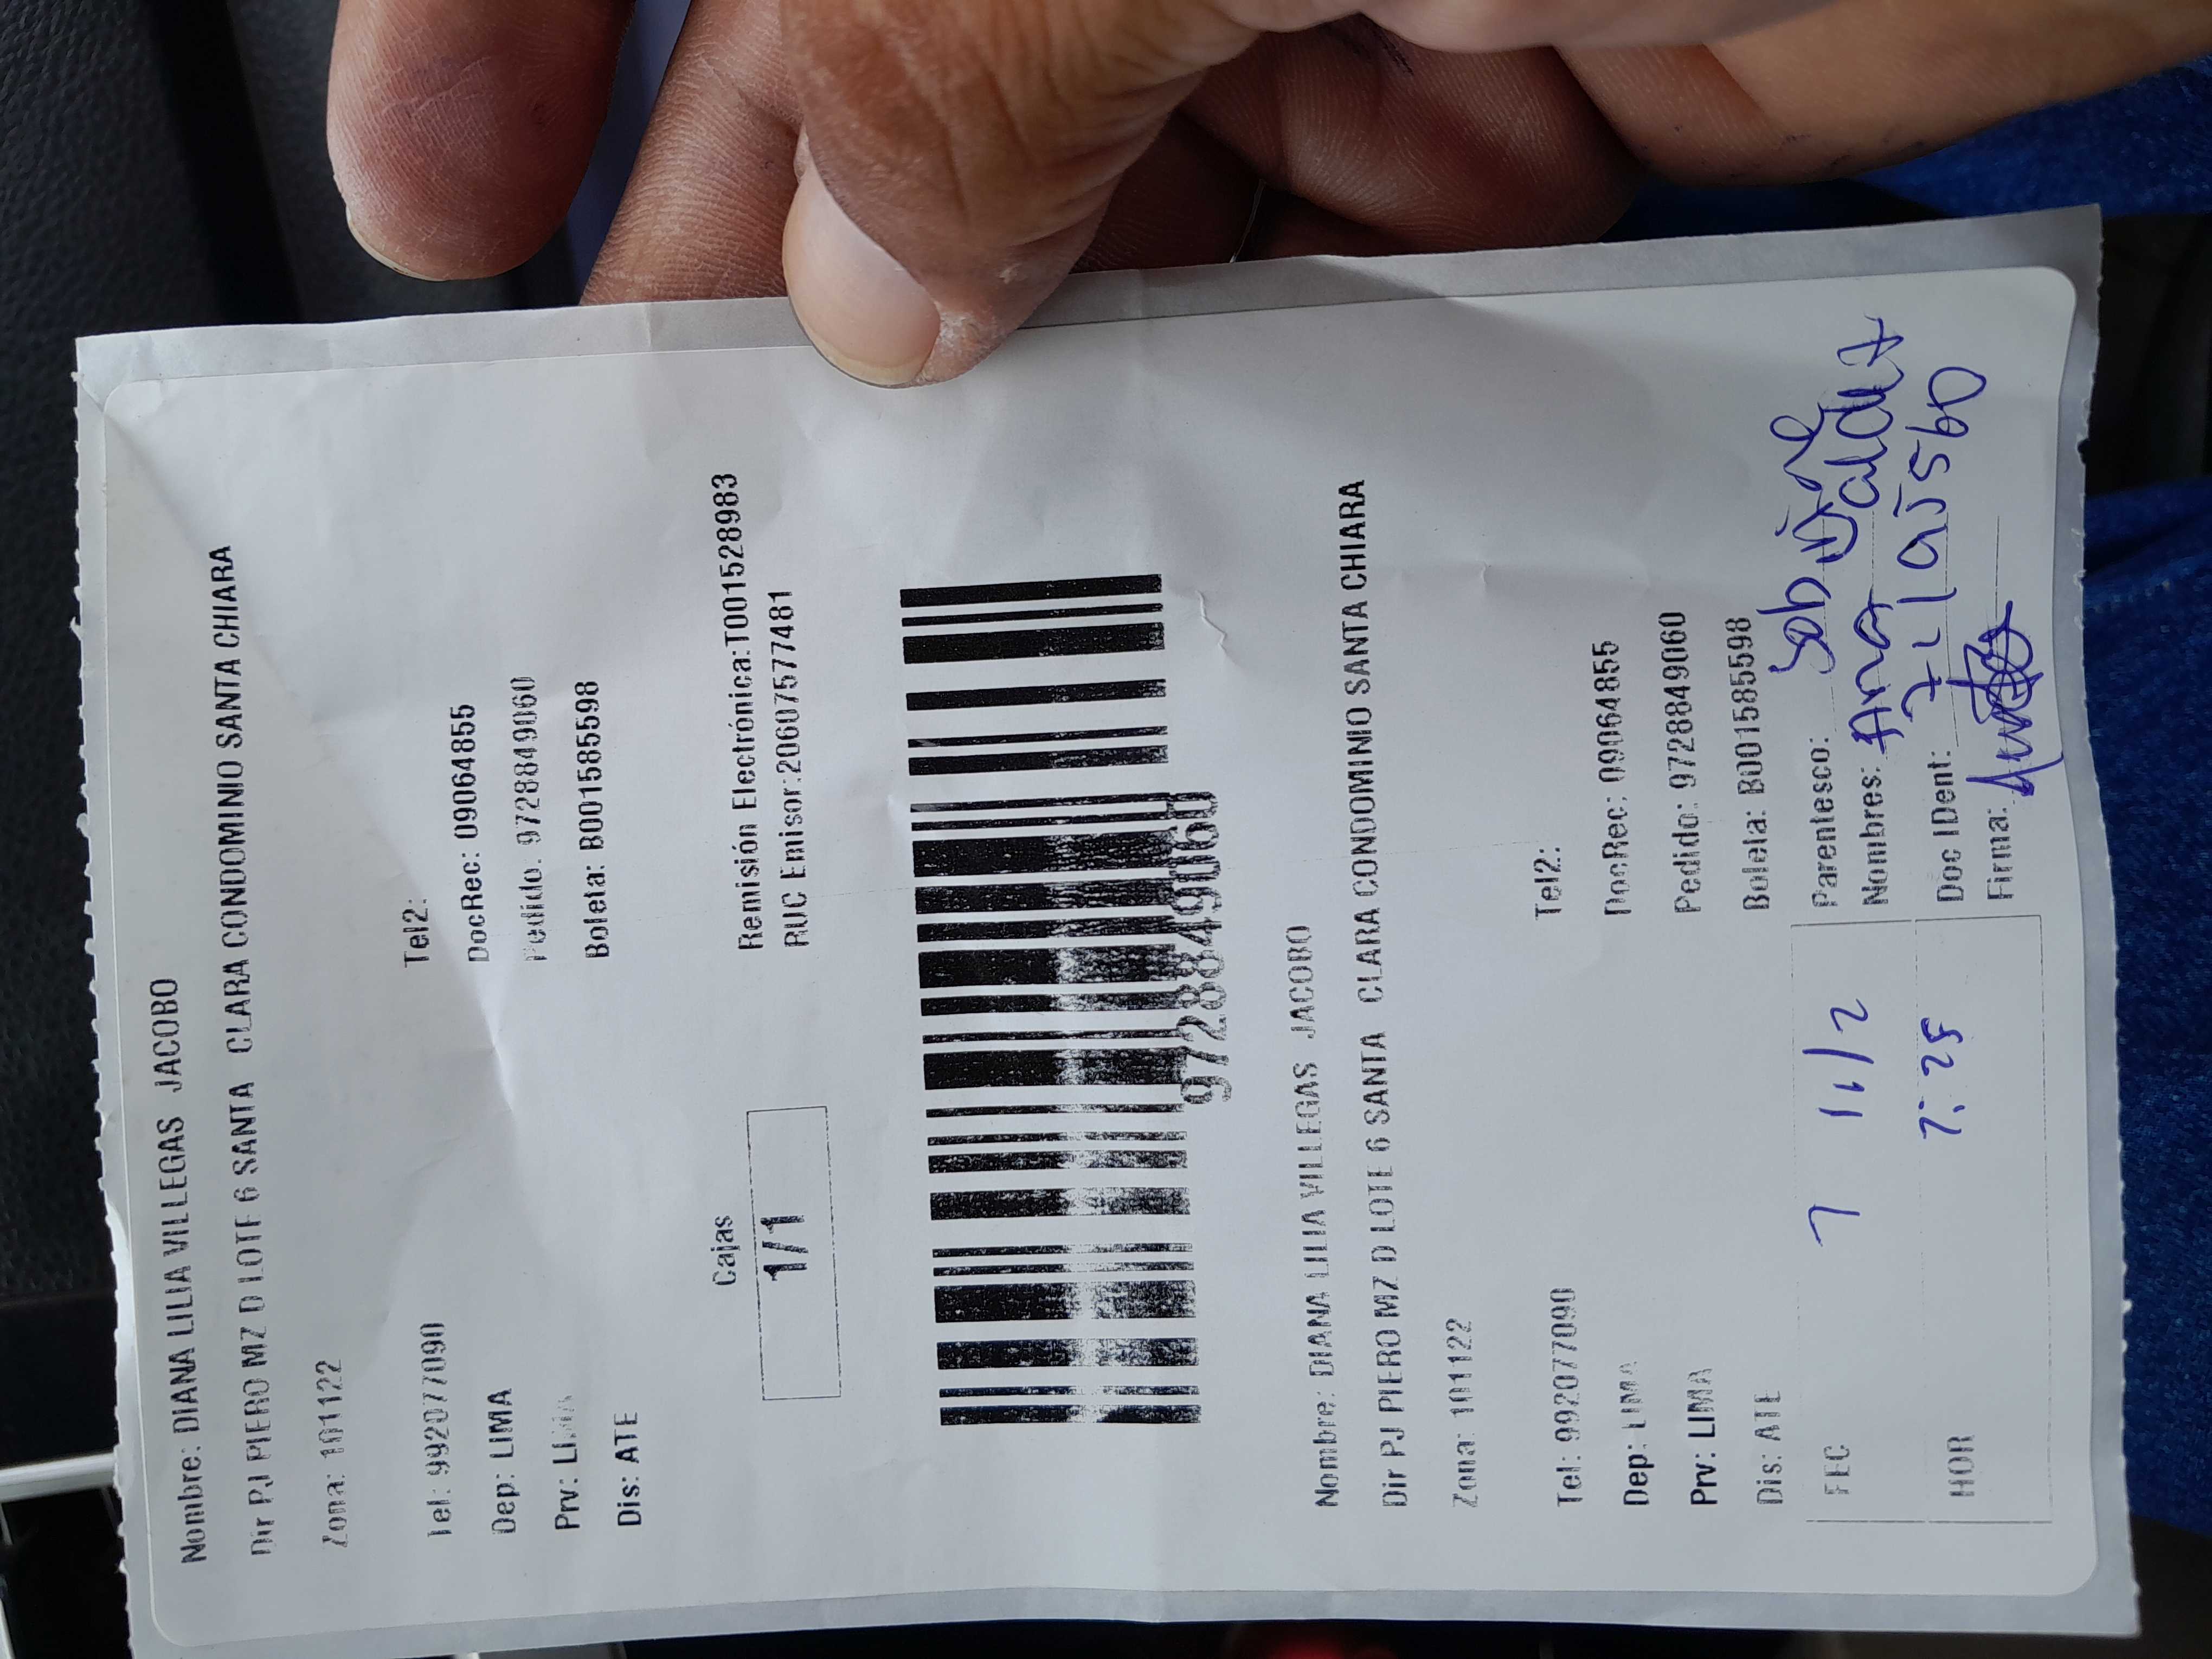 Nombre: DIANA LILIA VILLEGAS JACOBO
Dir PJ PIERO MZ D LOTE 6 SANTA CLARA CONDOMINIO SANTA CHIARA
Zona: 101122
Tel: 992077090 Tel2:
Dep: LIMA DocRec: 09064855
Prv: LIMA Pedido: 9728849060
Dis: ATE Boleta: B001585598
Cajas
1/1
Remisión Electrónica:T001528983
RUC Emisor:20607577481
9728849060
Nombre: DIANA LILIA VILLEGAS JACOBO
Dir PJ PIERO MZ D LOTE 6 SANTA CLARA CONDOMINIO SANTA CHIARA
Zona: 101122
Tel: 992077090 Tel2:
Dep: LIMA DocRec: 09064855
Prv: LIMA Pedido: 9728849060
Dis: ATE Boleta: B001585598
FEC 7 11/2
HOR 7:25
Parentesco:
Nombres: Ana
Doc IDent:
Firma: